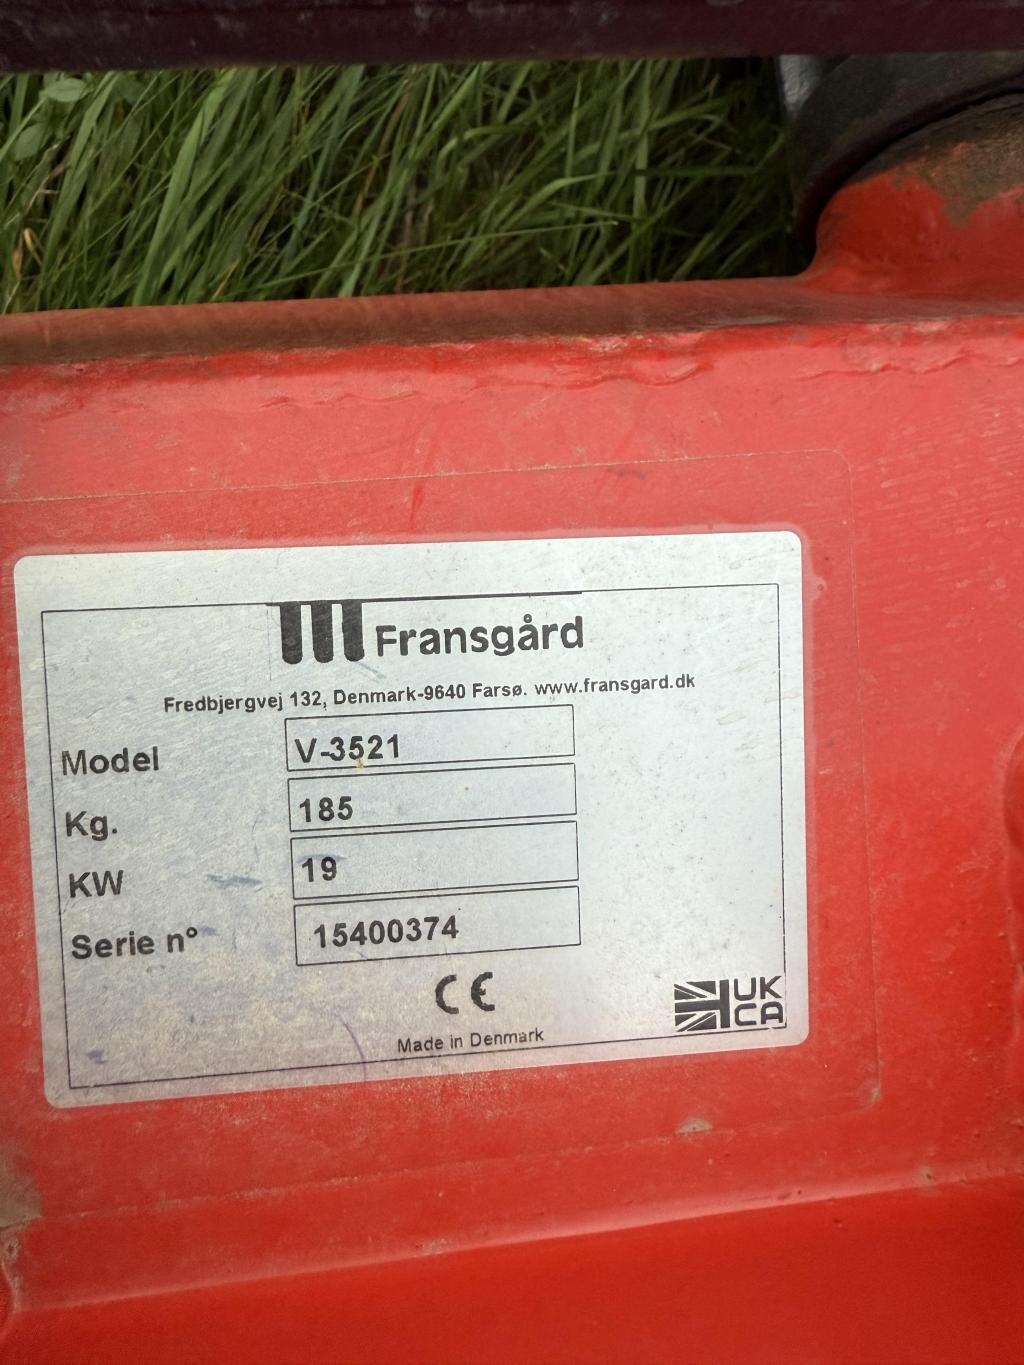 Fransgård
Fredbjergvej 132, Denmark-9640 Farsø. www.fransgard.dk
Model V-3521
Kg. 185
KW 19
Serie n° 15400374
CE
UK
CA
Made in Denmark